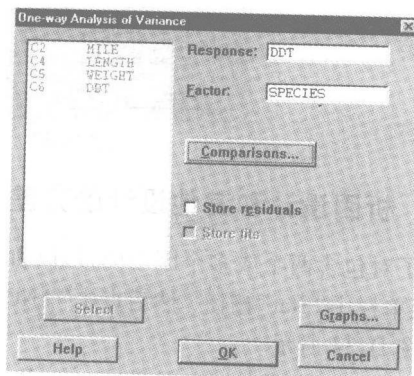 One-way Analysis of Variance
C2 MILE
C4 LENGTH
C5 WEIGHT
C6 DDT
Response: DDT
Factor: SPECIES
Comparisons...
Store residuals
Store fits
Select
Graphs...
Help
OK
Cancel